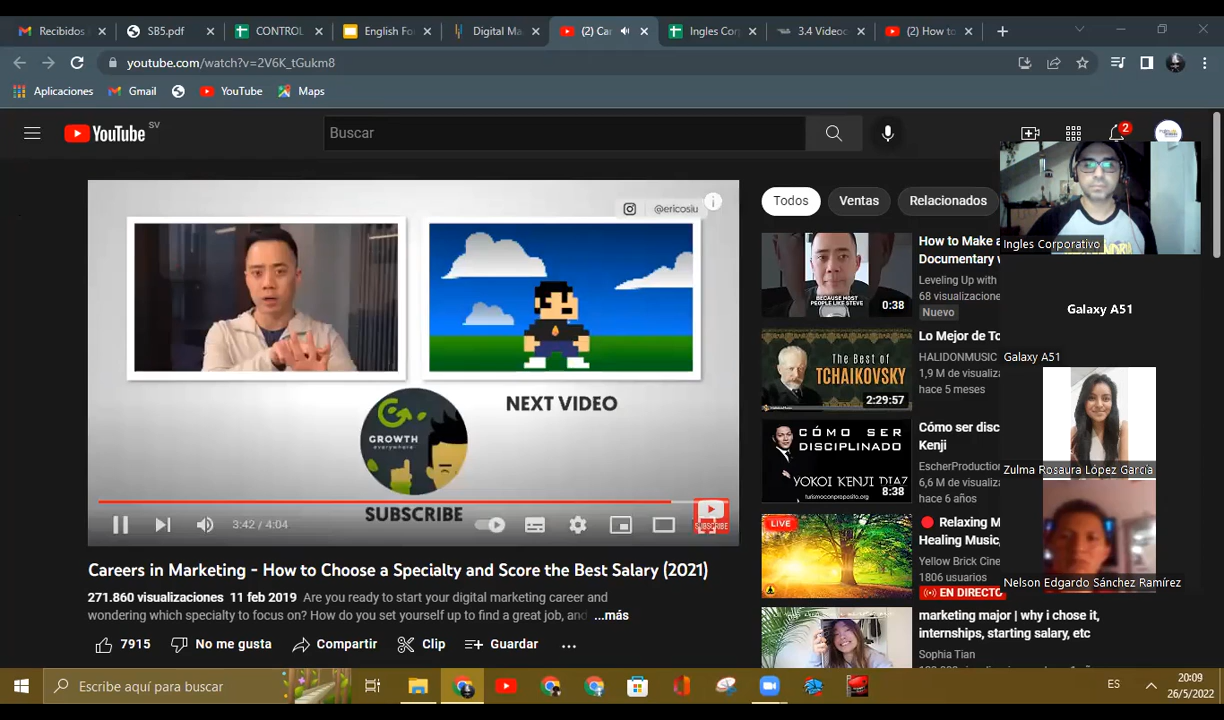 Recibidos
SB5.pdf
CONTROL
English Fo
Digital Ma
(2) Car
Ingles Cor
3.4 Videoc
(2) How to
youtube.com/watch?v=2V6K_tGukm8
Aplicaciones
Gmail
YouTube
Maps
YouTube
SV
Buscar
2
@ericosiu
NEXT VIDEO
GROWTH
everywhere
SUBSCRIBE
SUBSCRIBE
3:42 / 4:04
Careers in Marketing - How to Choose a Specialty and Score the Best Salary (2021)
271.860 visualizaciones 11 feb 2019 Are you ready to start your digital marketing career and
wondering which specialty to focus on? How do you set yourself up to find a great job, and ...más
7915
No me gusta
Compartir
Clip
Guardar
Todos
Ventas
Relacionados
BECAUSE MOST
PEOPLE LIKE STEVE
0:38
How to Make a
Documentary
Leveling Up with
68 visualizacione
Nuevo
The Best of
TCHAIKOVSKY
2:29:57
Lo Mejor de To
HALIDONMUSIC
1,9 M de visualiza
hace 5 meses
CÓMO SER
DISCIPLINADO
YOKOI KENJI DIAZ
turismoconproposito.org
8:38
Cómo ser disc
Kenji
EscherProduction
6,6 M de visualiza
hace 6 años
LIVE
Relaxing M
Healing Music,
Yellow Brick Cine
1806 usuarios
EN DIRECTO
marketing major | why i chose it,
internships, starting salary, etc
Sophia Tian
Ingles Corporativo
Galaxy A51
Galaxy A51
Zulma Rosaura López García
Nelson Edgardo Sánchez Ramírez
Escribe aquí para buscar
ES
20:09
26/5/2022